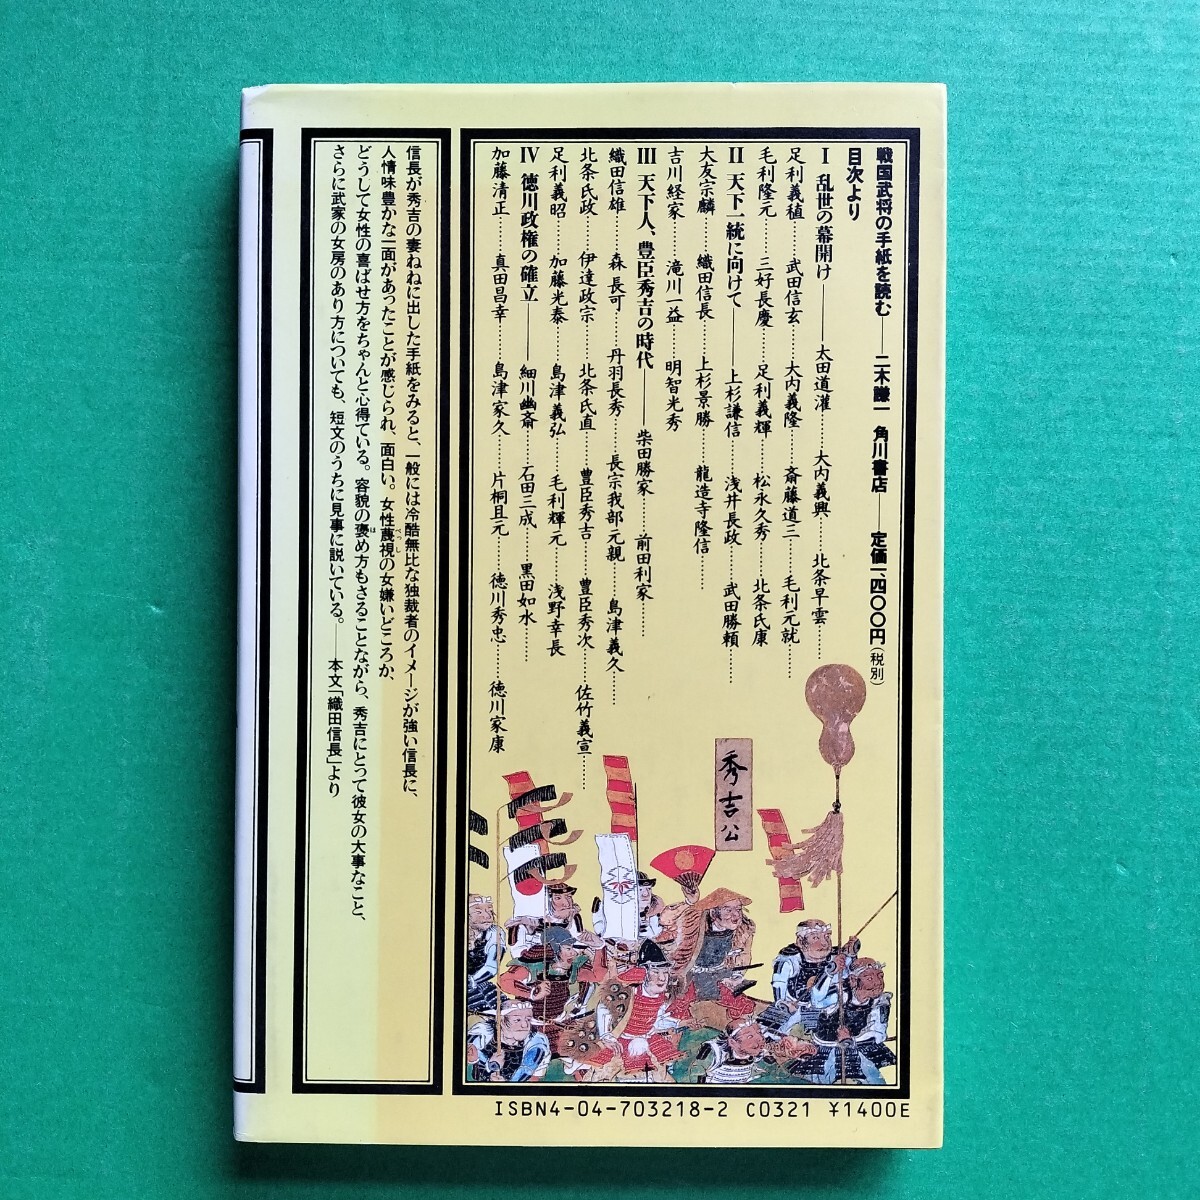 戦国武将の手紙を読む——二木謙一 角川書店——定価一、四〇〇円(税別)
目次より
I 乱世の幕開け——太田道灌……大内義興……北条早雲……
足利義稙……武田信玄……大内義隆……斎藤道三……毛利元就……
毛利隆元……三好長慶……足利義輝……松永久秀……北条氏康
II 天下一統に向けて——上杉謙信……浅井長政……武田勝頼……
大友宗麟……織田信長……上杉景勝……龍造寺隆信……
吉川経家……滝川一益……明智光秀
III 天下人、豊臣秀吉の時代——柴田勝家……前田利家……
織田信雄……森長可……丹羽長秀……長宗我部元親……島津義久……
北条氏政……伊達政宗……北条氏直……豊臣秀吉……豊臣秀次……佐竹義宣……
足利義昭……加藤光泰……島津義弘……毛利輝元……浅野幸長
IV 徳川政権の確立——細川幽斎……石田三成……黒田如水……
加藤清正……真田昌幸……島津家久……片桐且元……徳川秀忠……徳川家康
秀吉公
信長が秀吉の妻ねねに出した手紙をみると、一般には冷酷無比な独裁者のイメージが強い信長に、
人情味豊かな一面があったことが感じられ、面白い。女性蔑視の女嫌いどころか、
べっし
どうして女性の喜ばせ方をちゃんと心得ている。容貌の褒め方もさることながら、秀吉にとって彼女の大事なこと、
ほ
さらに武家の女房のあり方についても、短文のうちに見事に説いている。——本文「織田信長」より
ISBN4-04-703218-2 C0321 ¥1400E